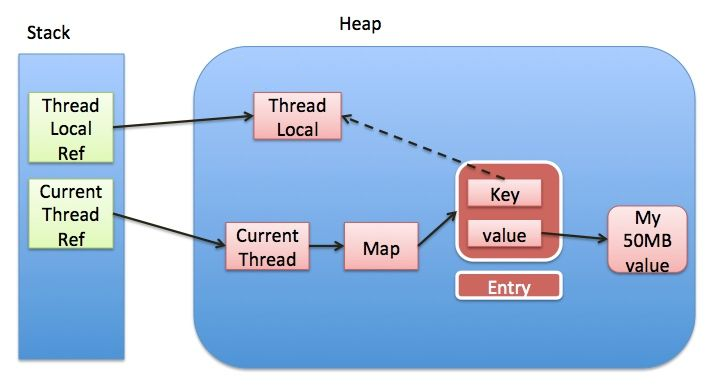 Stack
Heap
Thread
Local
Ref
Thread
Local
Current
Thread
Ref
Key
Current
Thread
Map
value
My
50MB
value
Entry